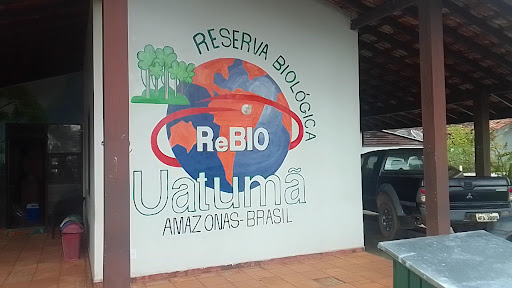 RESERVA BIOLÓGICA
ReBIO
Uatumã
AMAZONAS-BRASIL